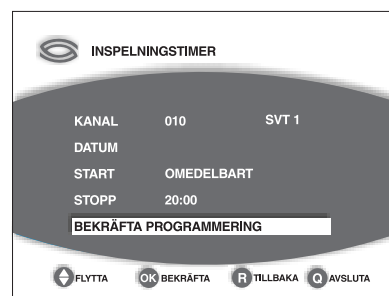 INSPELNINGSTIMER
KANAL 010 SVT 1
DATUM
START OMEDELBART
STOPP 20:00
BEKRÄFTA PROGRAMMERING
FLYTTA OK BEKRÄFTA R TILLBAKA Q AVSLUTA